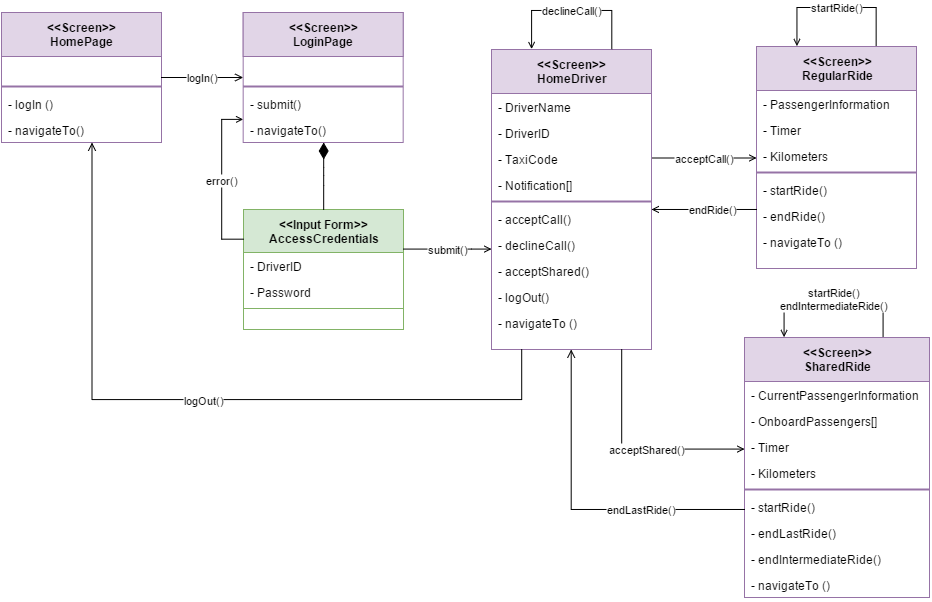 <<Screen>>
HomePage
- logIn ()
- navigateTo()
logIn()
<<Screen>>
LoginPage
- submit()
- navigateTo()
error()
<<Input Form>>
AccessCredentials
- DriverID
- Password
submit()
declineCall()
<<Screen>>
HomeDriver
- DriverName
- DriverID
- TaxiCode
- Notification[]
- acceptCall()
- declineCall()
- acceptShared()
- logOut()
- navigateTo ()
acceptCall()
endRide()
startRide()
<<Screen>>
RegularRide
- PassengerInformation
- Timer
- Kilometers
- startRide()
- endRide()
- navigateTo ()
logOut()
acceptShared()
endLastRide()
startRide()
endIntermediateRide()
<<Screen>>
SharedRide
- CurrentPassengerInformation
- OnboardPassengers[]
- Timer
- Kilometers
- startRide()
- endLastRide()
- endIntermediateRide()
- navigateTo ()